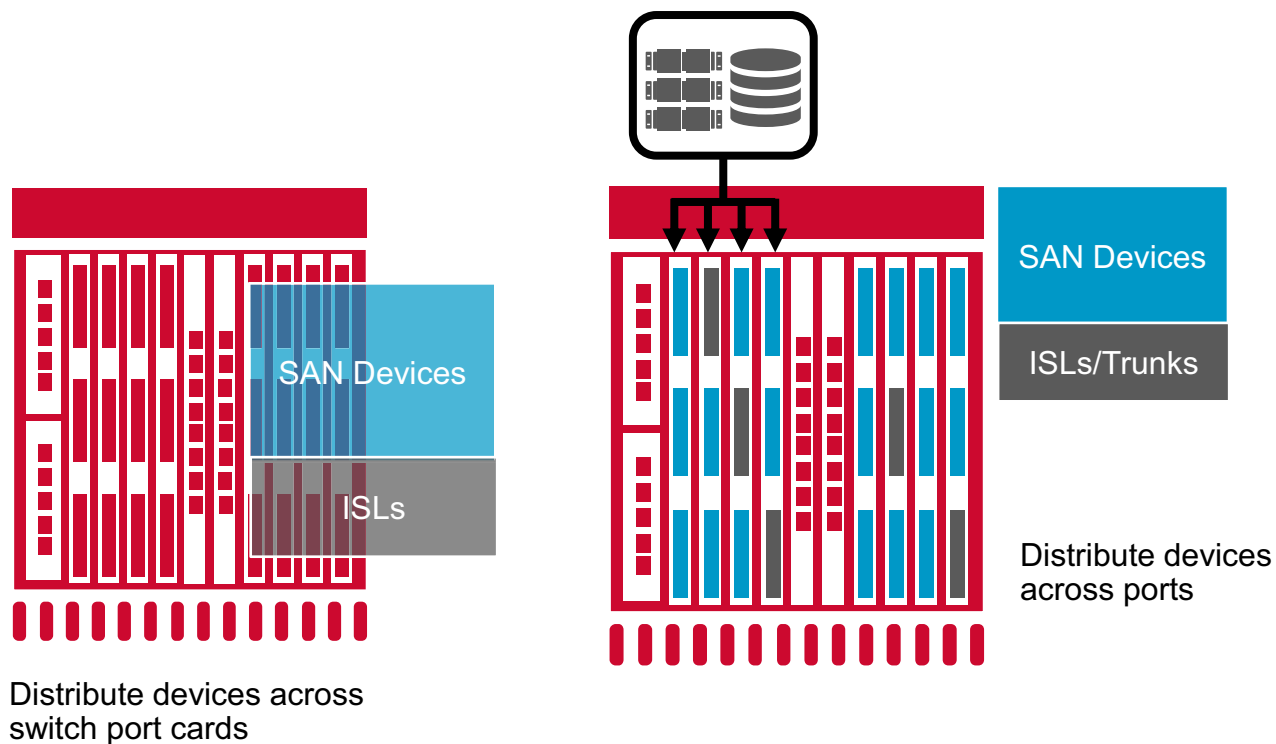 SAN Devices
ISLs
Distribute devices across
switch port cards
SAN Devices
ISLs/Trunks
Distribute devices
across ports